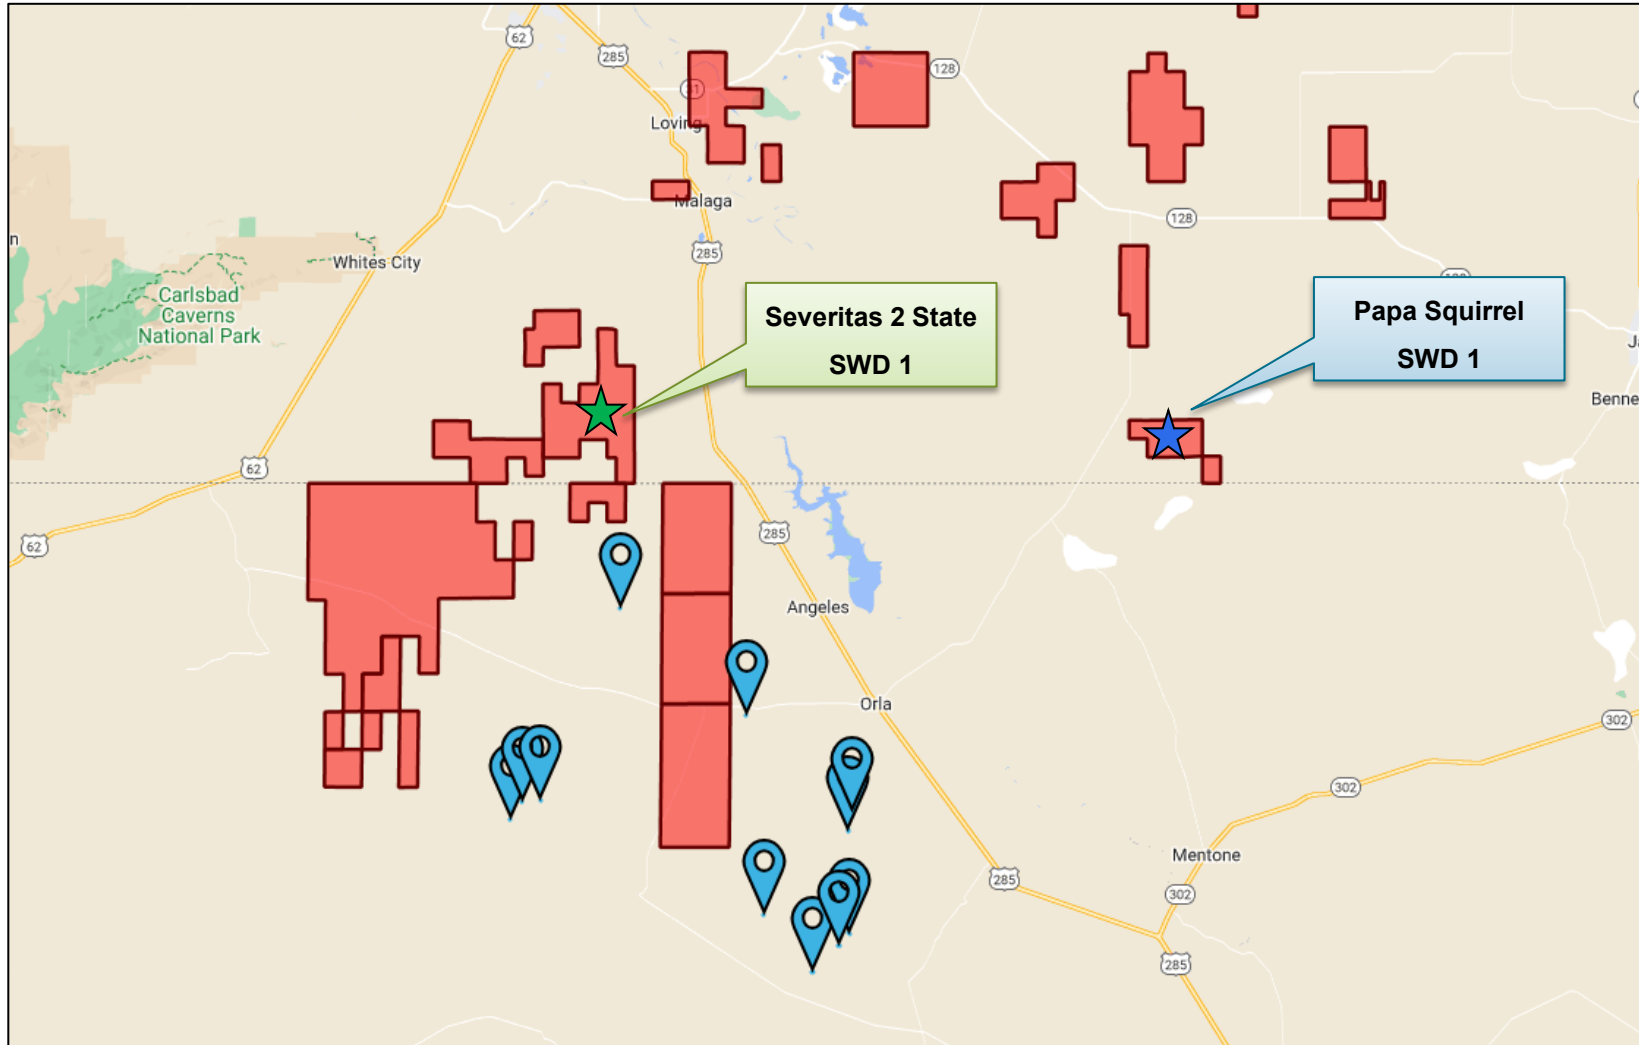 62
285
128
31
Loving
Malaga
128
n
285
Whites City
Carlsbad
Caverns
National Park
Severitas 2 State
SWD 1
Papa Squirrel
SWD 1
Benne
62
62
285
Angeles
Orla
302
302
Mentone
285
302
285